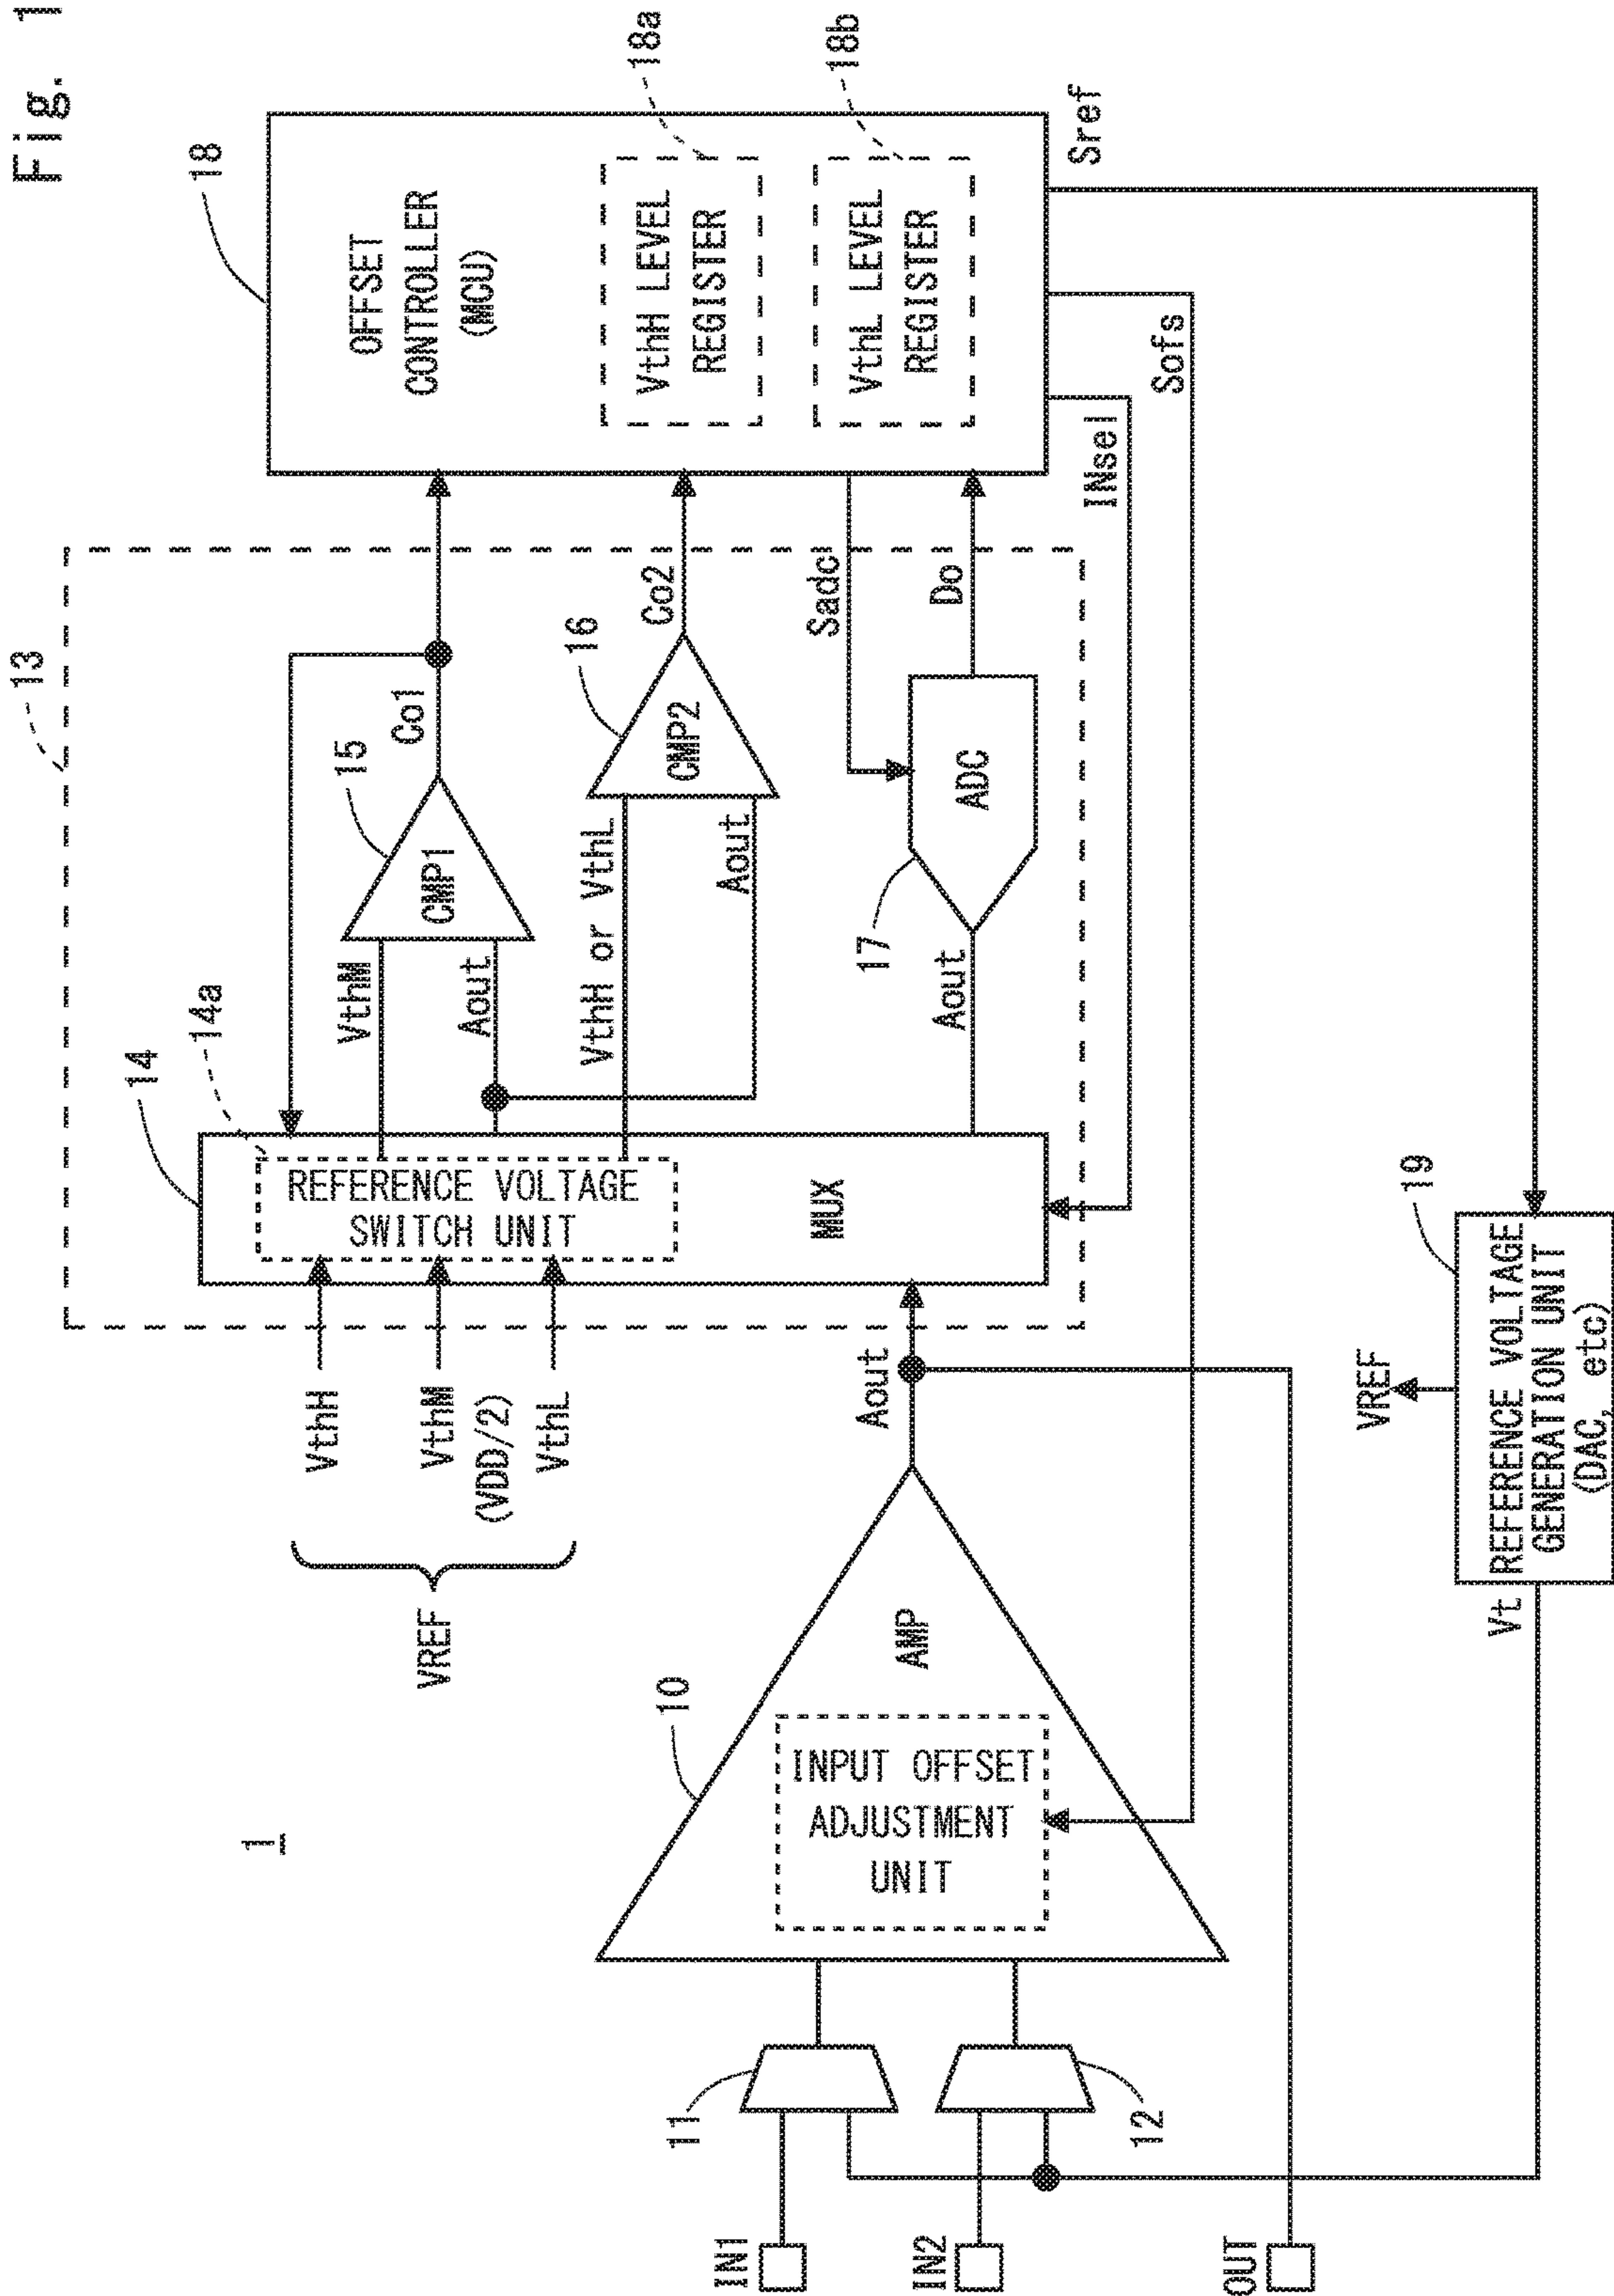 Fig. 1
1
IN1
IN2
OUT
11
12
10
AMP
INPUT OFFSET
ADJUSTMENT
UNIT
Aout
VREF
VthH
VthM
(VDD/2)
VthL
13
14
14a
REFERENCE VOLTAGE
SWITCH UNIT
MUX
VthM
Aout
15
CMP1
Co1
VthH or VthL
Aout
16
CMP2
Co2
Aout
17
ADC
Sadc
Do
18
OFFSET
CONTROLLER
(MCU)
VthH LEVEL
REGISTER
18a
VthL LEVEL
REGISTER
18b
INsel
Sofs
Sref
19
VREF
Vt
REFERENCE VOLTAGE
GENERATION UNIT
(DAC, etc)